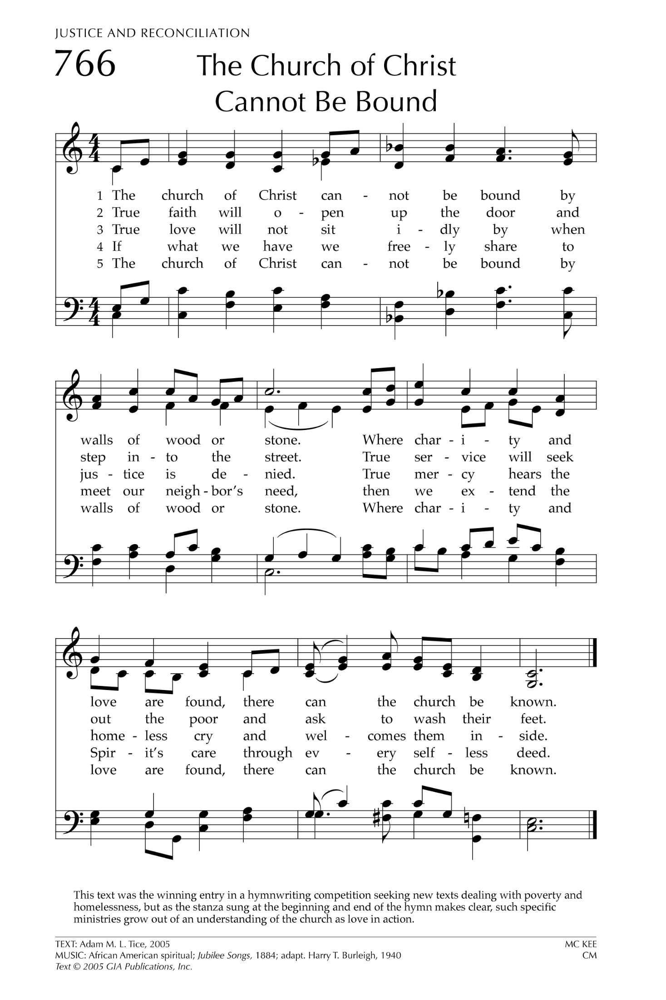 JUSTICE AND RECONCILIATION
766
The Church of Christ
Cannot Be Bound
1 The church of Christ can - not be bound by
2 True faith will o - pen up the door and
3 True love will not sit i - dly by when
4 If what we have we free - ly share to
5 The church of Christ can - not be bound by
walls of wood or stone. Where char - i - ty and
step in - to the street. True ser - vice will seek
jus - tice is de - nied. True mer - cy hears the
meet our neigh - bor's need, then we ex - tend the
walls of wood or stone. Where char - i - ty and
love are found, there can the church be known.
out the poor and ask to wash their feet.
home - less cry and wel - comes them in - side.
Spir - it's care through ev - ery self - less deed.
love are found, there can the church be known.
This text was the winning entry in a hymnwriting competition seeking new texts dealing with poverty and
homelessness, but as the stanza sung at the beginning and end of the hymn makes clear, such specific
ministries grow out of an understanding of the church as love in action.
TEXT: Adam M. L. Tice, 2005 MC KEE
MUSIC: African American spiritual; Jubilee Songs, 1884; adapt. Harry T. Burleigh, 1940 CM
Text © 2005 GIA Publications, Inc.